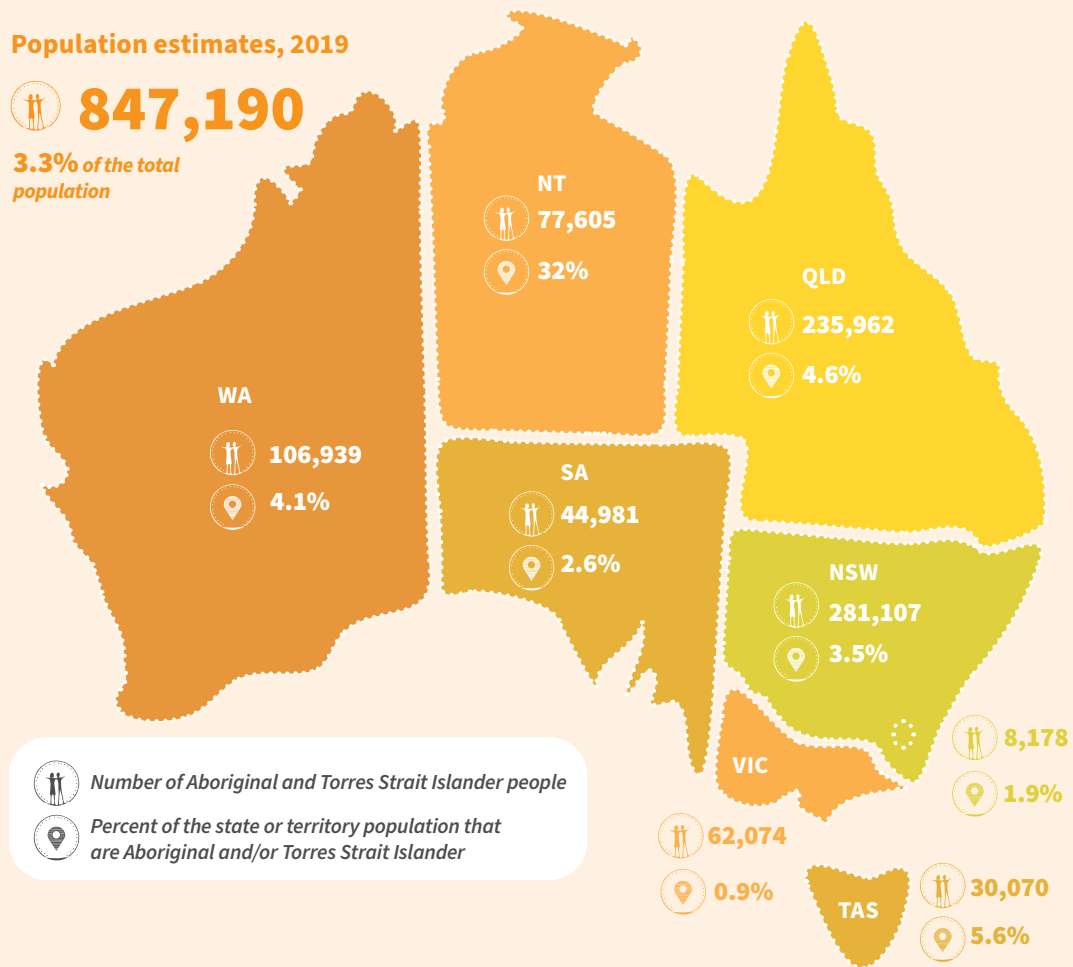 Population estimates, 2019
847,190
3.3% of the total
population
NT
77,605
32%
QLD
235,962
4.6%
WA
106,939
4.1%
SA
44,981
2.6%
NSW
281,107
3.5%
8,178
1.9%
VIC
62,074
0.9%
TAS
30,070
5.6%
Number of Aboriginal and Torres Strait Islander people
Percent of the state or territory population that
are Aboriginal and/or Torres Strait Islander